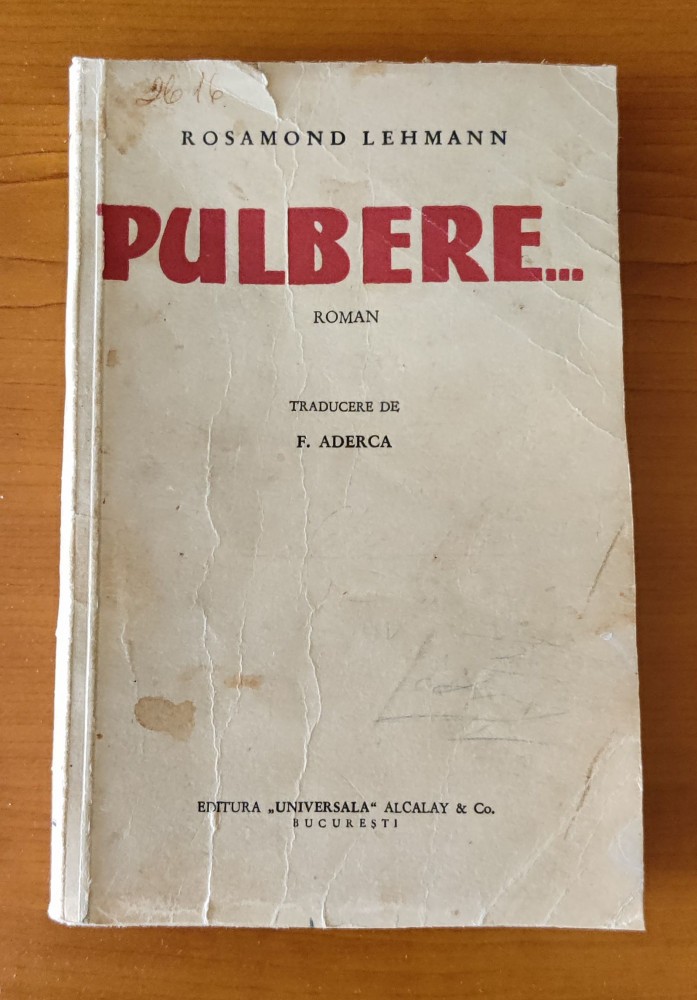 2616
ROSAMOND LEHMANN
PULBERE...
ROMAN
TRADUCERE DE
F. ADERCA
EDITURA „UNIVERSALA“ ALCALAY & Co.
BUCUREȘTI